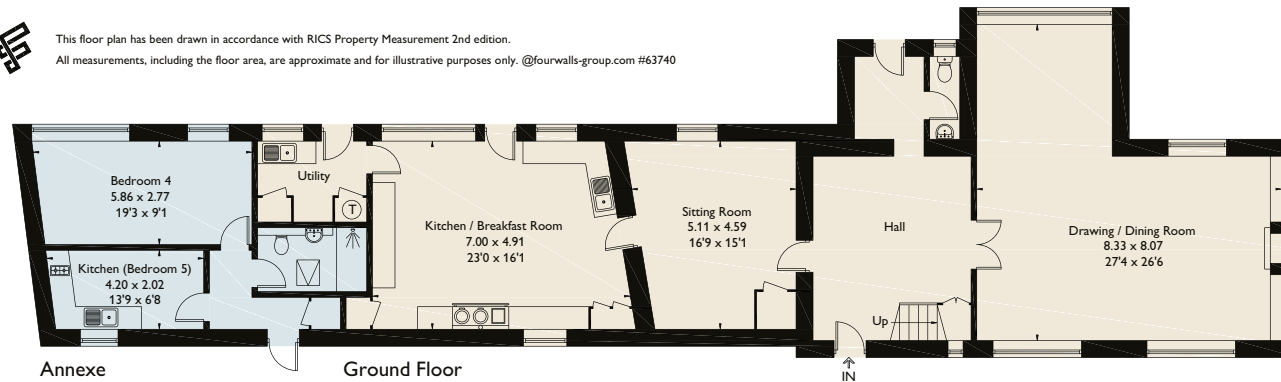 This floor plan has been drawn in accordance with RICS Property Measurement 2nd edition.
All measurements, including the floor area, are approximate and for illustrative purposes only. @fourwalls-group.com #63740
Bedroom 4
5.86 x 2.77
19'3 x 9'1
Utility
T
Kitchen / Breakfast Room
7.00 x 4.91
23'0 x 16'1
Sitting Room
5.11 x 4.59
16'9 x 15'1
Hall
Drawing / Dining Room
8.33 x 8.07
27'4 x 26'6
Kitchen (Bedroom 5)
4.20 x 2.02
13'9 x 6'8
Up
IN
Annexe
Ground Floor